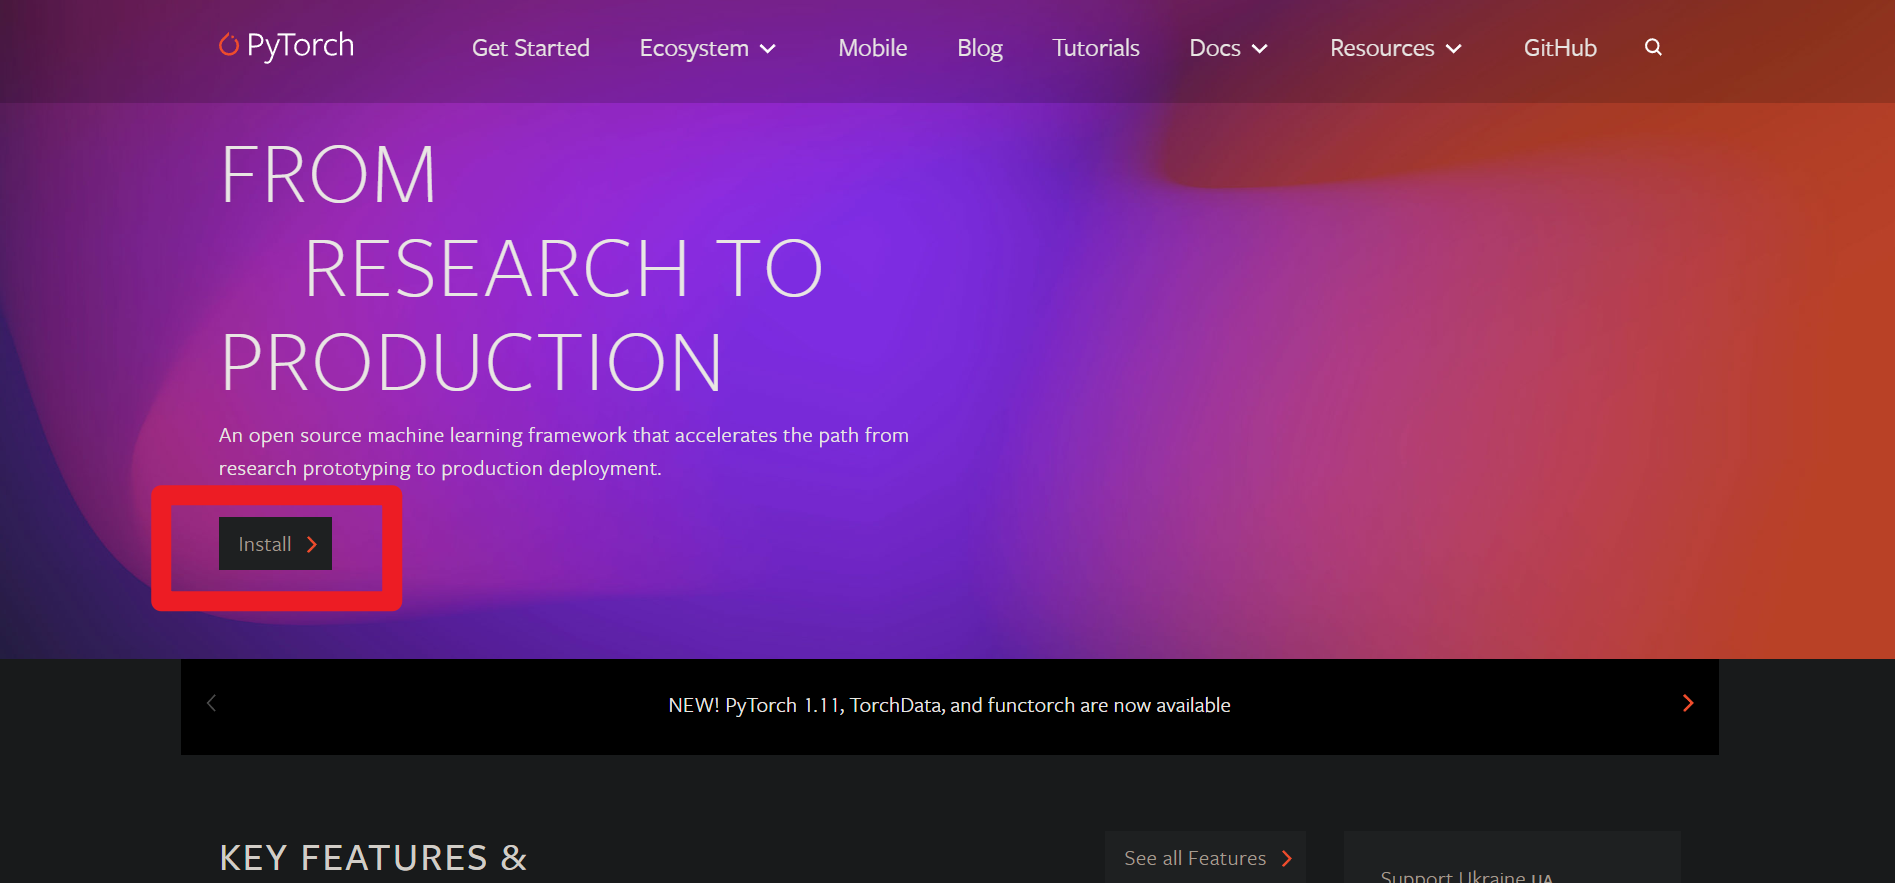 PyTorch
Get Started
Ecosystem
Mobile
Blog
Tutorials
Docs
Resources
GitHub
FROM
RESEARCH TO
PRODUCTION
An open source machine learning framework that accelerates the path from
research prototyping to production deployment.
Install
NEW! PyTorch 1.11, TorchData, and functorch are now available
KEY FEATURES &
See all Features
Support Ukraine UA